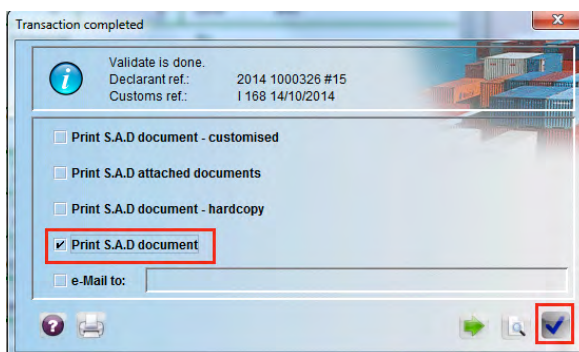 Transaction completed
Validate is done.
Declarant ref.: 2014 1000326 #15
Customs ref.: I 168 14/10/2014
Print S.A.D document - customised
Print S.A.D attached documents
Print S.A.D document - hardcopy
Print S.A.D document
e-Mail to: